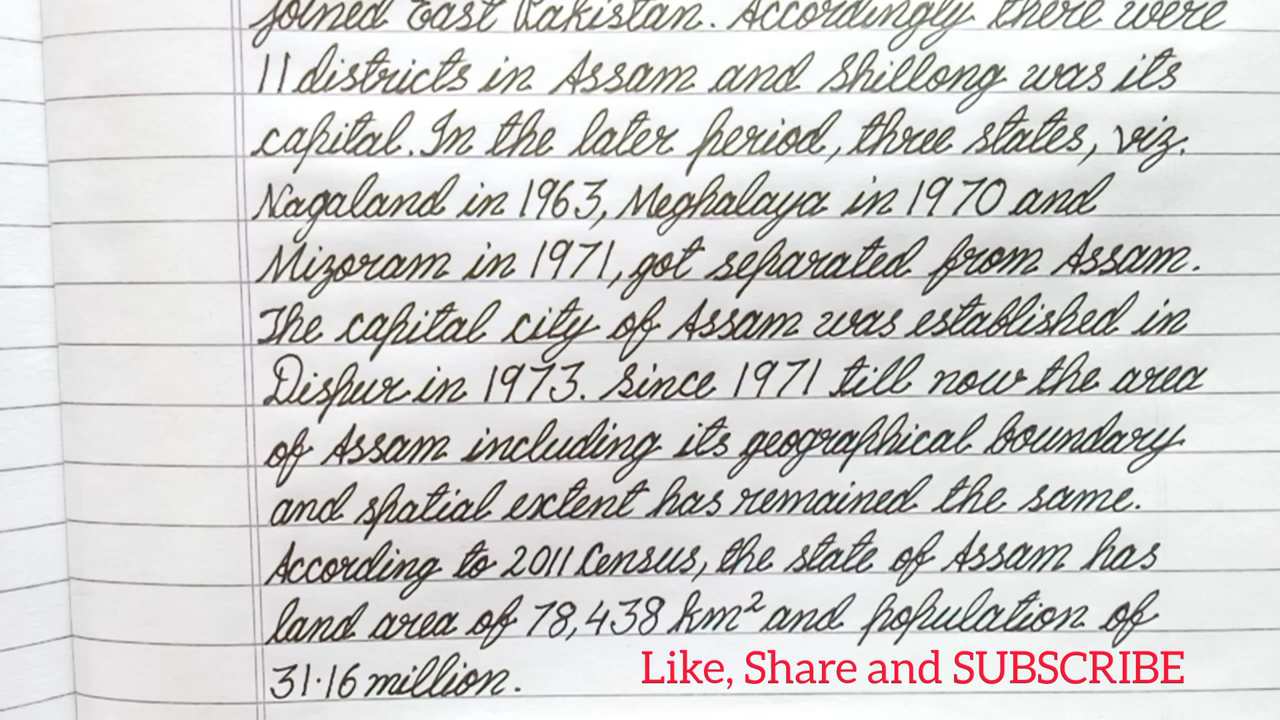 joined East Pakistan. Accordingly there were
11 districts in Assam and Shillong was its
capital. In the later period, three states, viz.
Nagaland in 1963, Meghalaya in 1970 and
Mizoram in 1971, got separated from Assam.
The capital city of Assam was established in
Dispur in 1973. Since 1971 till now the area
of Assam including its geographical boundary
and spatial extent has remained the same.
According to 2011 Census, the state of Assam has
land area of 78,438 km² and population of
31.16 million.
Like, Share and SUBSCRIBE